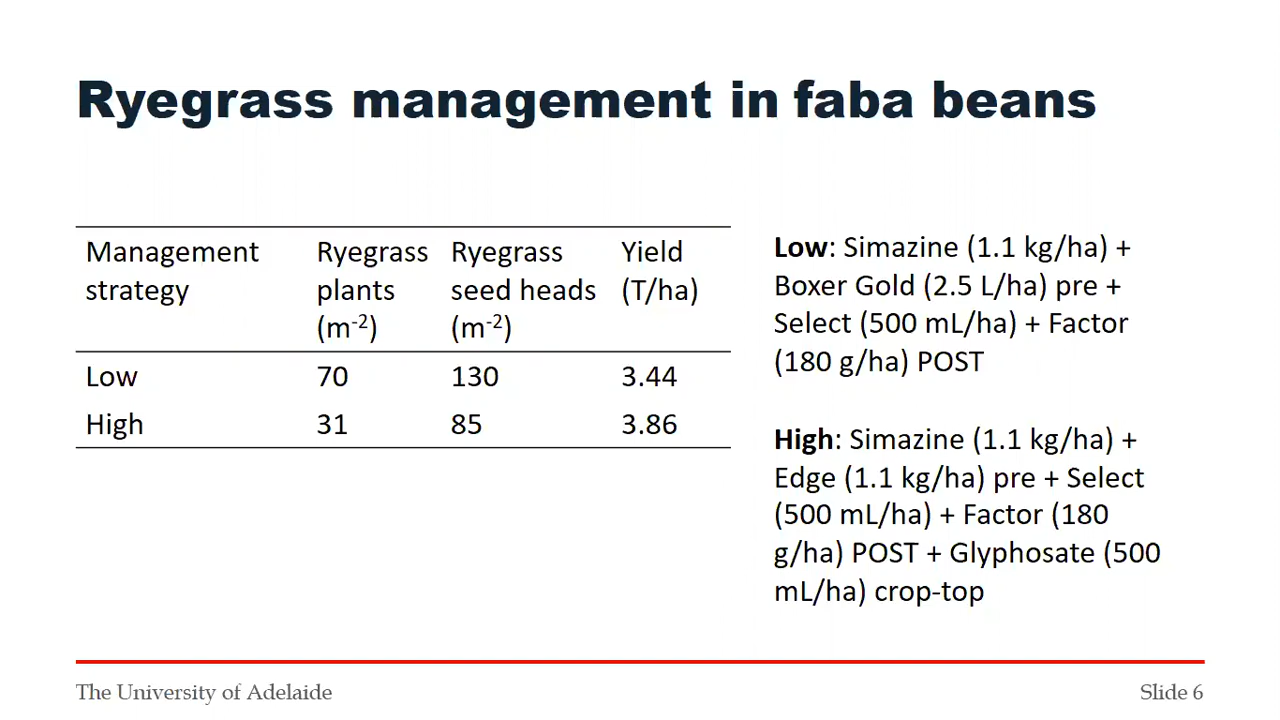 Ryegrass management in faba beans
Management strategy
Ryegrass plants (m-2)
Ryegrass seed heads (m-2)
Yield (T/ha)
Low 70 130 3.44
High 31 85 3.86
Low: Simazine (1.1 kg/ha) +
Boxer Gold (2.5 L/ha) pre +
Select (500 mL/ha) + Factor
(180 g/ha) POST
High: Simazine (1.1 kg/ha) +
Edge (1.1 kg/ha) pre + Select
(500 mL/ha) + Factor (180
g/ha) POST + Glyphosate (500
mL/ha) crop-top
The University of Adelaide
Slide 6